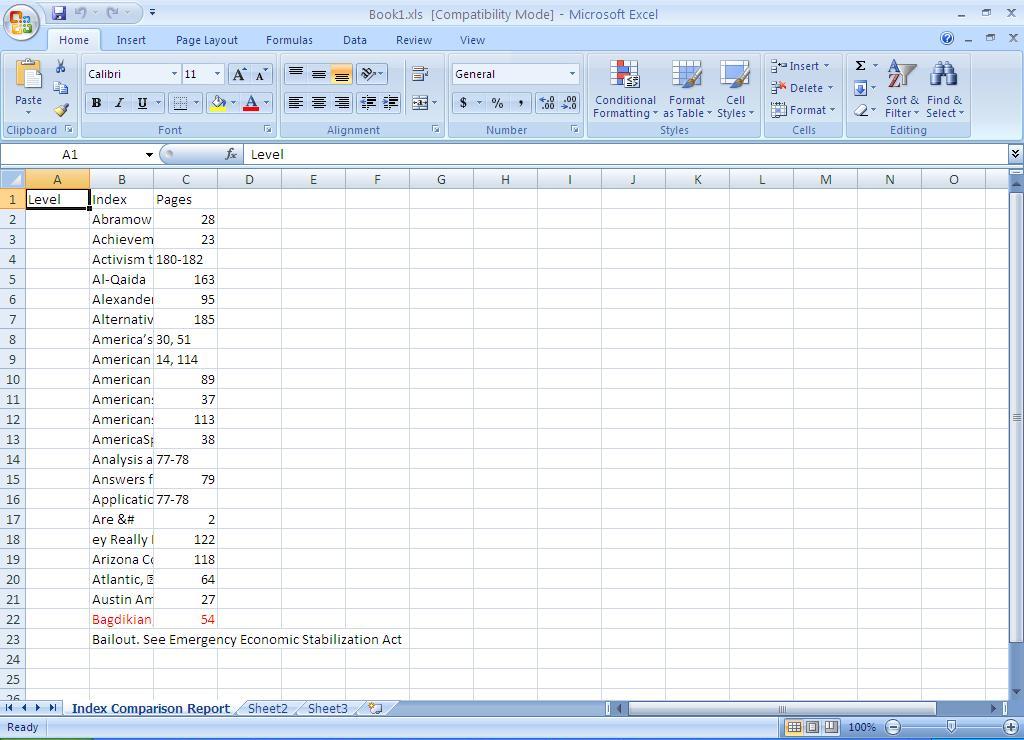 Book1.xls [Compatibility Mode] - Microsoft Excel
Home Insert Page Layout Formulas Data Review View
Calibri 11 General
Paste B I U $ % , Conditional Formatting Format as Table Cell Styles Insert Delete Format Σ Sort & Filter Find & Select
Clipboard Font Alignment Number Styles Cells Editing
A1 fx Level
A B C D E F G H I J K L M N O
1 Level Index Pages
2 Abramow 28
3 Achievem 23
4 Activism t 180-182
5 Al-Qaida 163
6 Alexander 95
7 Alternativ 185
8 America's 30, 51
9 American 14, 114
10 American 89
11 Americans 37
12 Americans 113
13 AmericaSp 38
14 Analysis a 77-78
15 Answers f 79
16 Applicatio 77-78
17 Are &# 2
18 ey Really 122
19 Arizona Co 118
20 Atlantic, 64
21 Austin Am 27
22 Bagdikian 54
23 Bailout. See Emergency Economic Stabilization Act
24
25
26
Index Comparison Report Sheet2 Sheet3
Ready 100%